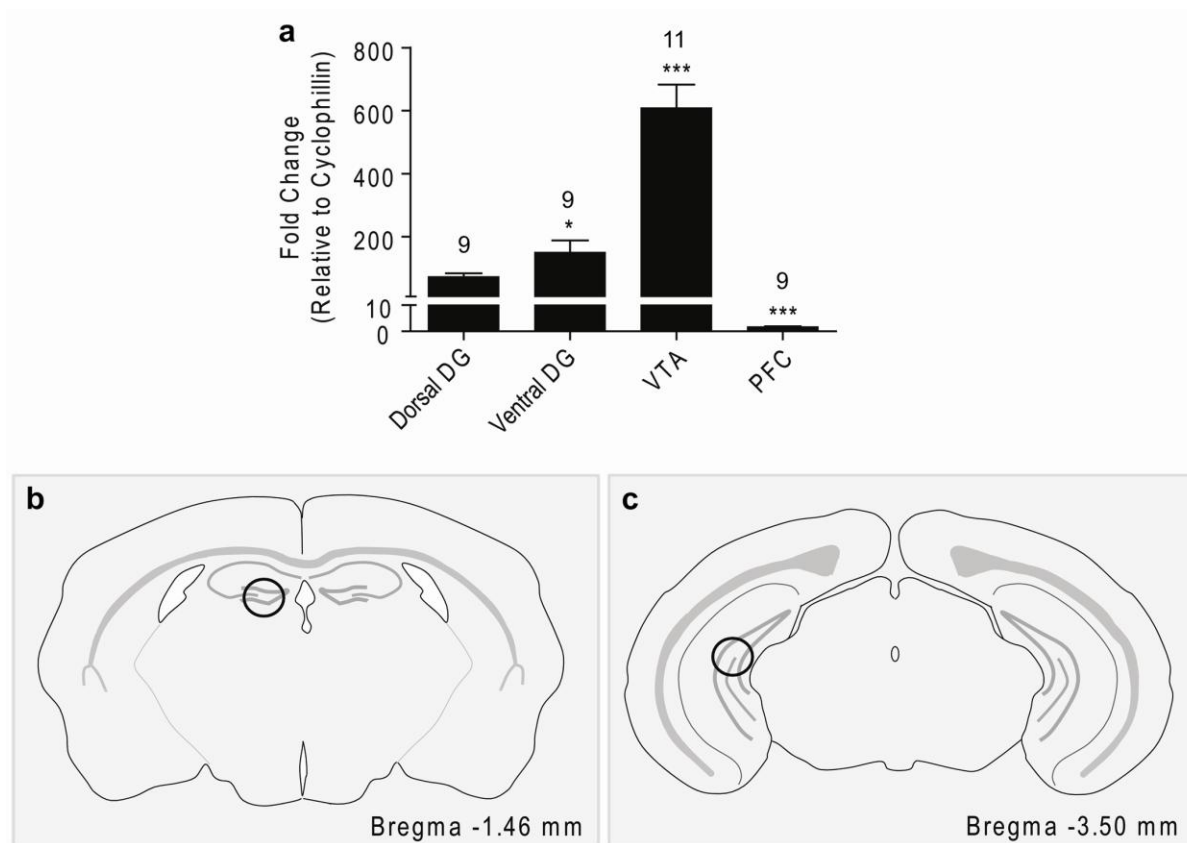 a
Fold Change
(Relative to Cyclophillin)
800
600
400
200
10
0
9
9
*
11
***
9
***
Dorsal DG
Ventral DG
VTA
PFC
b
Bregma -1.46 mm
c
Bregma -3.50 mm